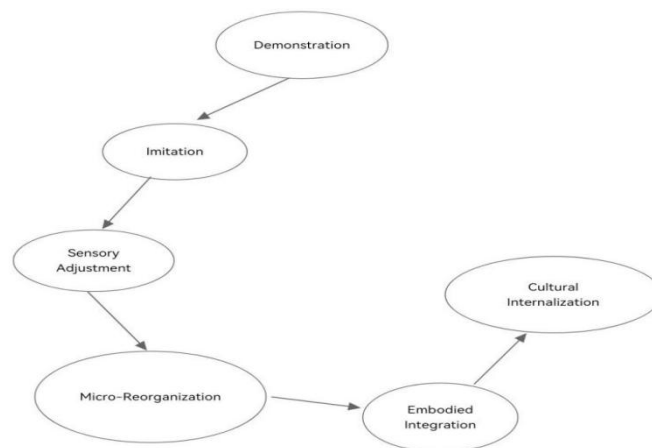 Demonstration
Imitation
Sensory
Adjustment
Micro-Reorganization
Embodied
Integration
Cultural
Internalization